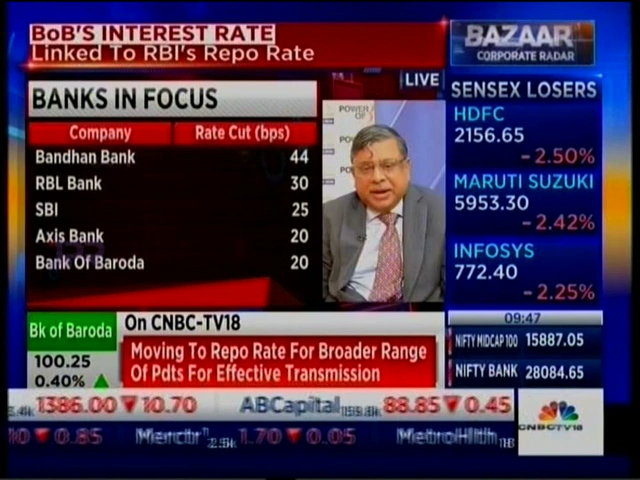 BoB'S INTEREST RATE
Linked To RBI's Repo Rate
BAZAAR
CORPORATE RADAR
LIVE
BANKS IN FOCUS
Company Rate Cut (bps)
Bandhan Bank 44
RBL Bank 30
SBI 25
Axis Bank 20
Bank Of Baroda 20
POWER
OF
SENSEX LOSERS
HDFC
2156.65
-2.50%
MARUTI SUZUKI
5953.30
-2.42%
INFOSYS
772.40
-2.25%
09:47
NIFTY MIDCAP 100 15887.05
NIFTY BANK 28084.65
Bk of Baroda
100.25
0.40%
On CNBC-TV18
Moving To Repo Rate For Broader Range
Of Pdts For Effective Transmission
1386.00 10.70 ABCapital 88.85 0.45
0.85 1.70 0.05
CNBC TV18